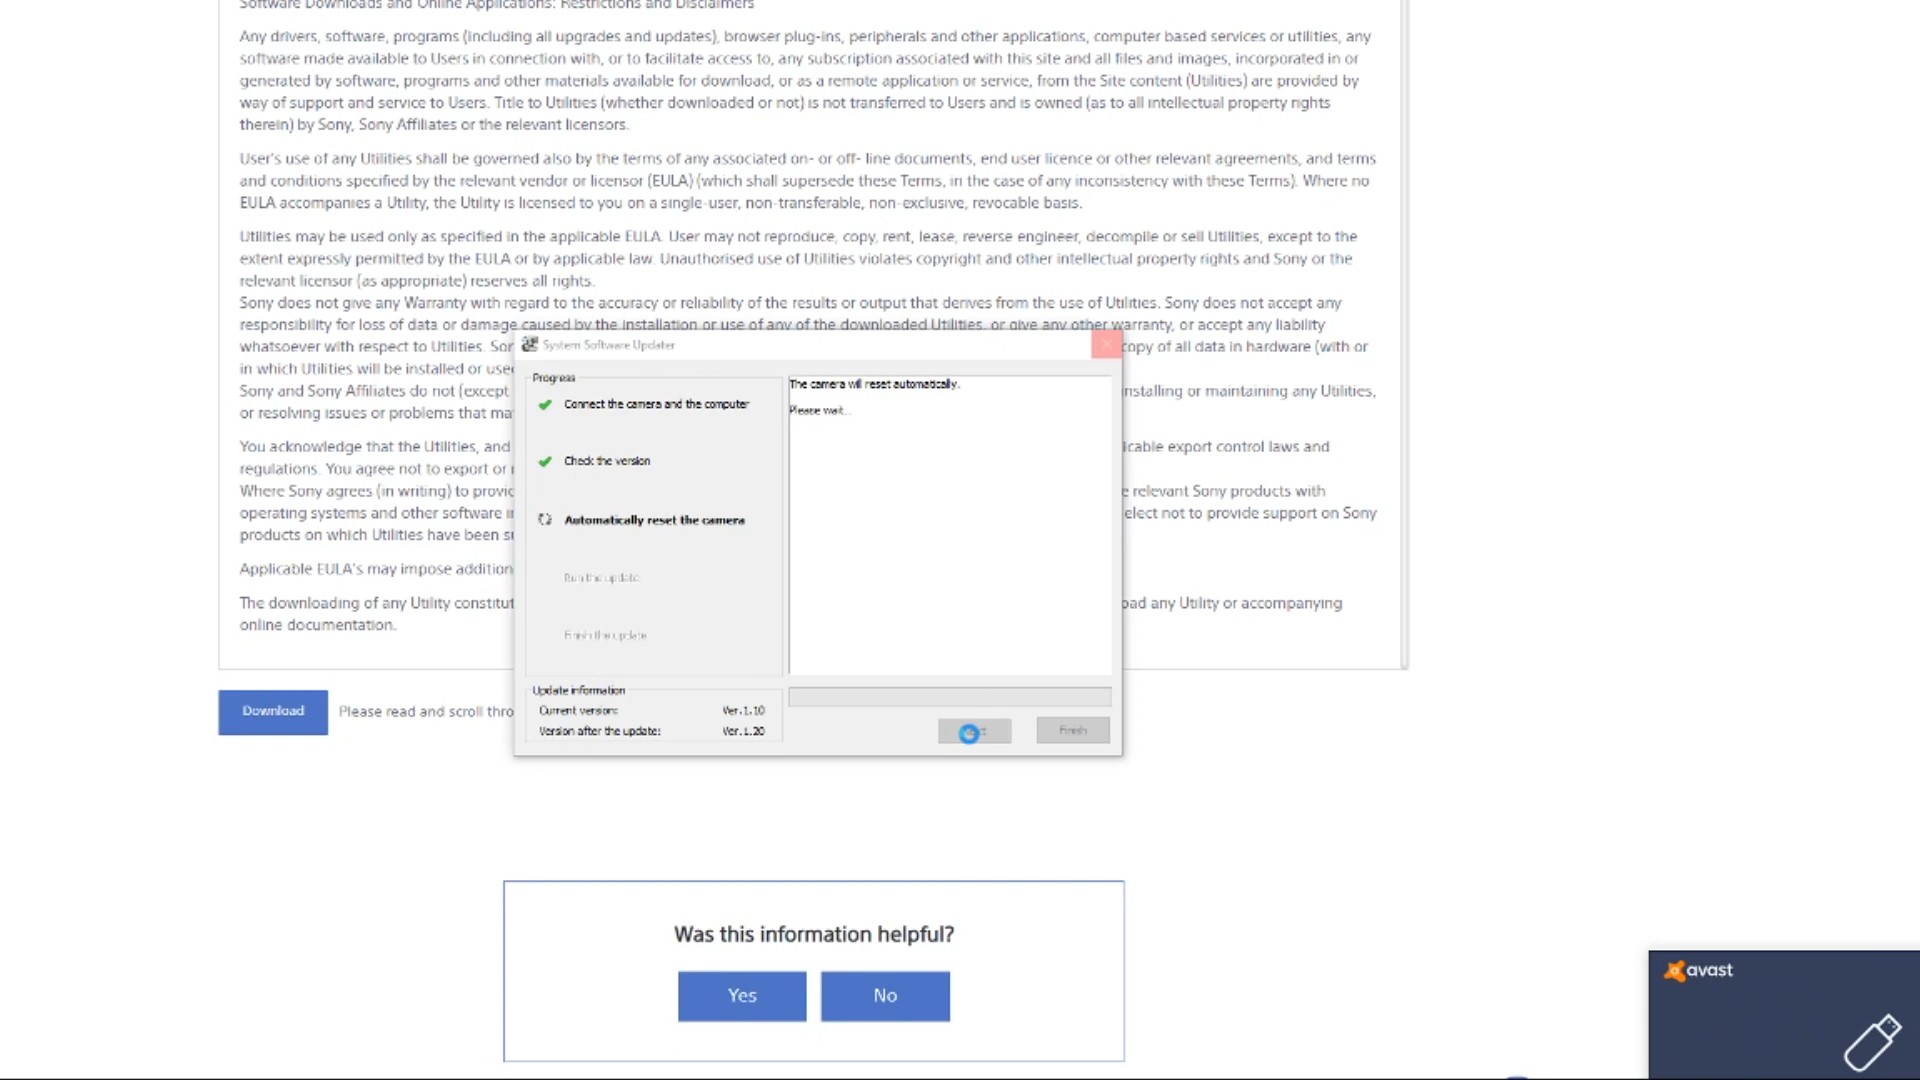 Software Downloads and Online Applications: Restrictions and Disclaimers
Any drivers, software, programs (including all upgrades and updates), browser plug-ins, peripherals and other applications, computer based services or utilities, any
software made available to Users in connection with, or to facilitate access to, any subscription associated with this site and all files and images, incorporated in or
generated by software, programs and other materials available for download, or as a remote application or service, from the Site content (Utilities) are provided by
way of support and service to Users. Title to Utilities (whether downloaded or not) is not transferred to Users and is owned (as to all intellectual property rights
therein) by Sony, Sony Affiliates or the relevant licensors.
User's use of any Utilities shall be governed also by the terms of any associated on- or off- line documents, end user licence or other relevant agreements, and terms
and conditions specified by the relevant vendor or licensor (EULA) (which shall supersede these Terms, in the case of any inconsistency with these Terms). Where no
EULA accompanies a Utility, the Utility is licensed to you on a single-user, non-transferable, non-exclusive, revocable basis.
Utilities may be used only as specified in the applicable EULA. User may not reproduce, copy, rent, lease, reverse engineer, decompile or sell Utilities, except to the
extent expressly permitted by the EULA or by applicable law. Unauthorised use of Utilities violates copyright and other intellectual property rights and Sony or the
relevant licensor (as appropriate) reserves all rights.
Sony does not give any Warranty with regard to the accuracy or reliability of the results or output that derives from the use of Utilities. Sony does not accept any
responsibility for loss of data or damage caused by the installation or use of any of the downloaded Utilities, or give any other warranty, or accept any liability
whatsoever with respect to Utilities. copy of all data in hardware (with or
in which Utilities will be installed or
Sony and Sony Affiliates do not (except installing or maintaining any Utilities,
or resolving issues or problems that
You acknowledge that the Utilities, and export control laws and
regulations. You agree not to export or
Where Sony agrees (in writing) to relevant Sony products with
operating systems and other software elect not to provide support on Sony
products on which Utilities have been
Applicable EULA's may impose
The downloading of any Utility any Utility or accompanying
online documentation.
System Software Updater
Progress
Connect the camera and the computer
Check the version
Automatically reset the camera
Run the update
Finish the update
The camera will reset automatically.
Please wait...
Update information
Current version: Ver.1.10
Version after the update: Ver.1.20
Finish
Download
Please read and scroll
Was this information helpful?
Yes
No
avast